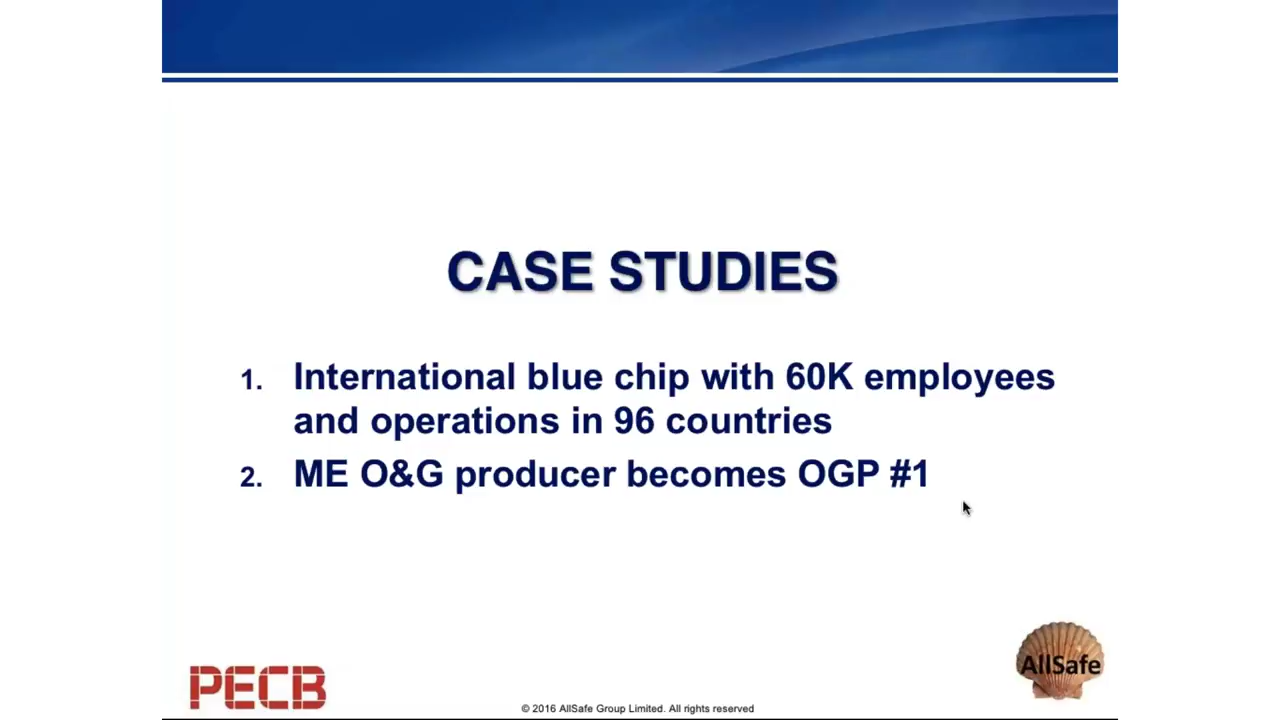 CASE STUDIES
1. International blue chip with 60K employees
and operations in 96 countries
2. ME O&G producer becomes OGP #1
PECB
AllSafe
© 2016 AllSafe Group Limited. All rights reserved